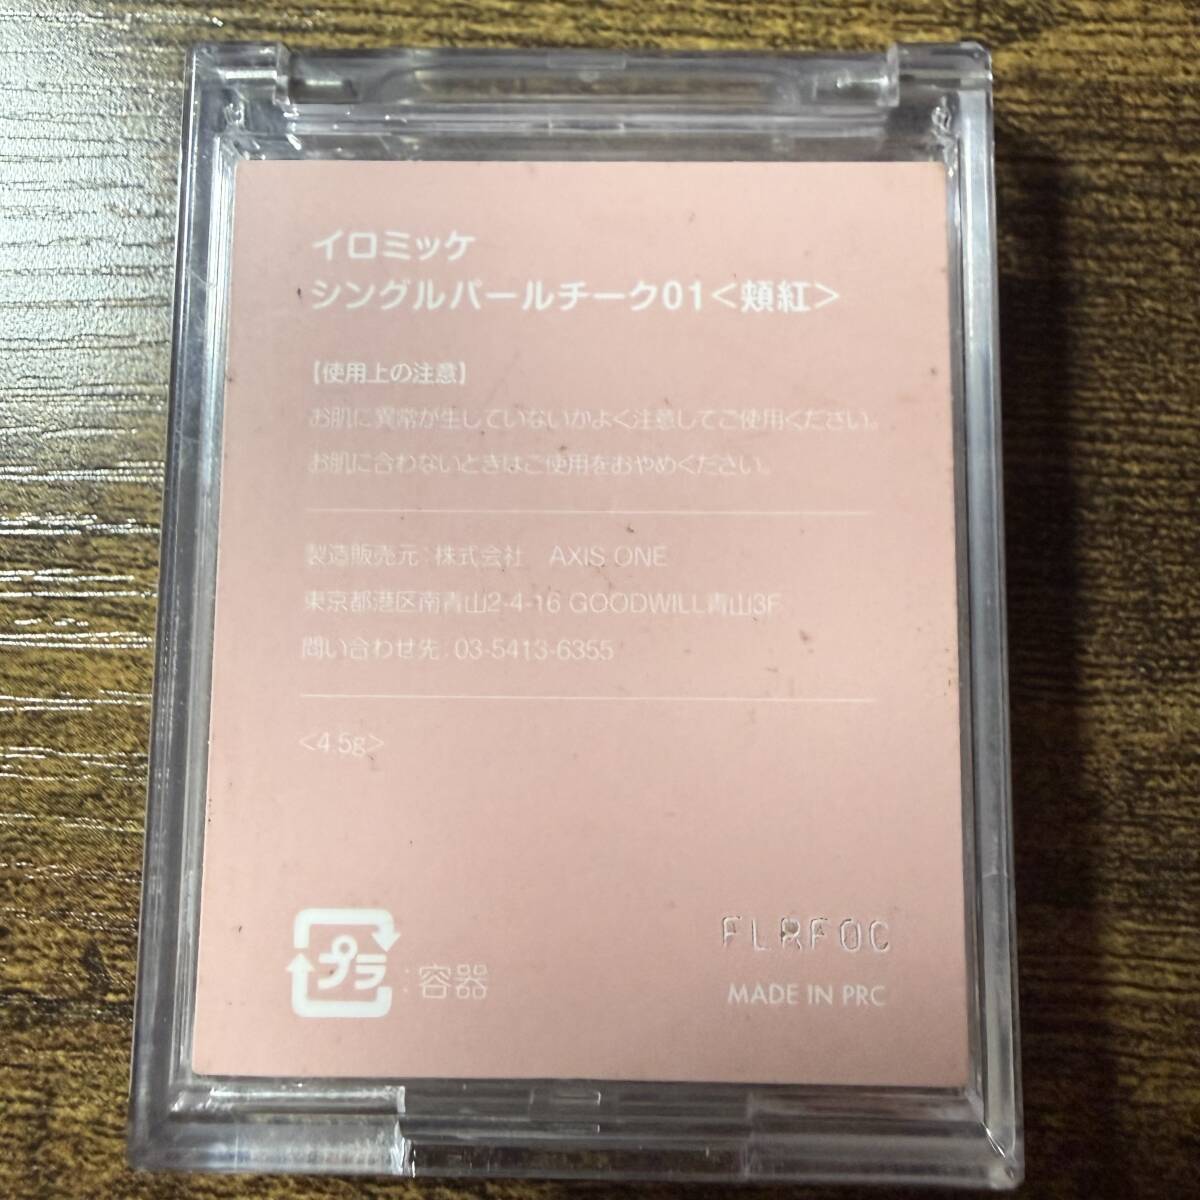 イロミッケ
シングルパールチーク01<頬紅>
【使用上の注意】
お肌に異常が生じていないかよく注意してご使用ください。
お肌に合わないときはご使用をおやめください。
製造販売元:株式会社 AXIS ONE
東京都港区南青山2-4-16 GOODWILL青山3F
問い合わせ先:03-5413-6355
<4.5g>
プラ:容器
FLRFOC
MADE IN PRC